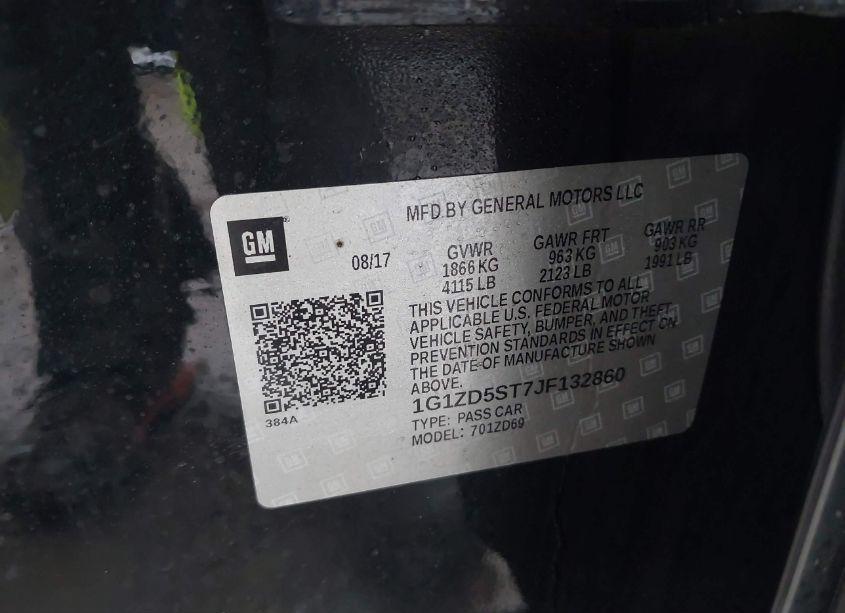 GM
08/17
MFD BY GENERAL MOTORS LLC
GVWR
1866 KG
4115 LB
GAWR FRT
963 KG
2123 LB
GAWR RR
903 KG
1991 LB
THIS VEHICLE CONFORMS TO ALL
APPLICABLE U.S. FEDERAL MOTOR
VEHICLE SAFETY, BUMPER, AND THEFT
PREVENTION STANDARDS IN EFFECT ON
THE DATE OF MANUFACTURE SHOWN
ABOVE.
1G1ZD5ST7JF132860
TYPE: PASS CAR
MODEL: 701ZD69
384A